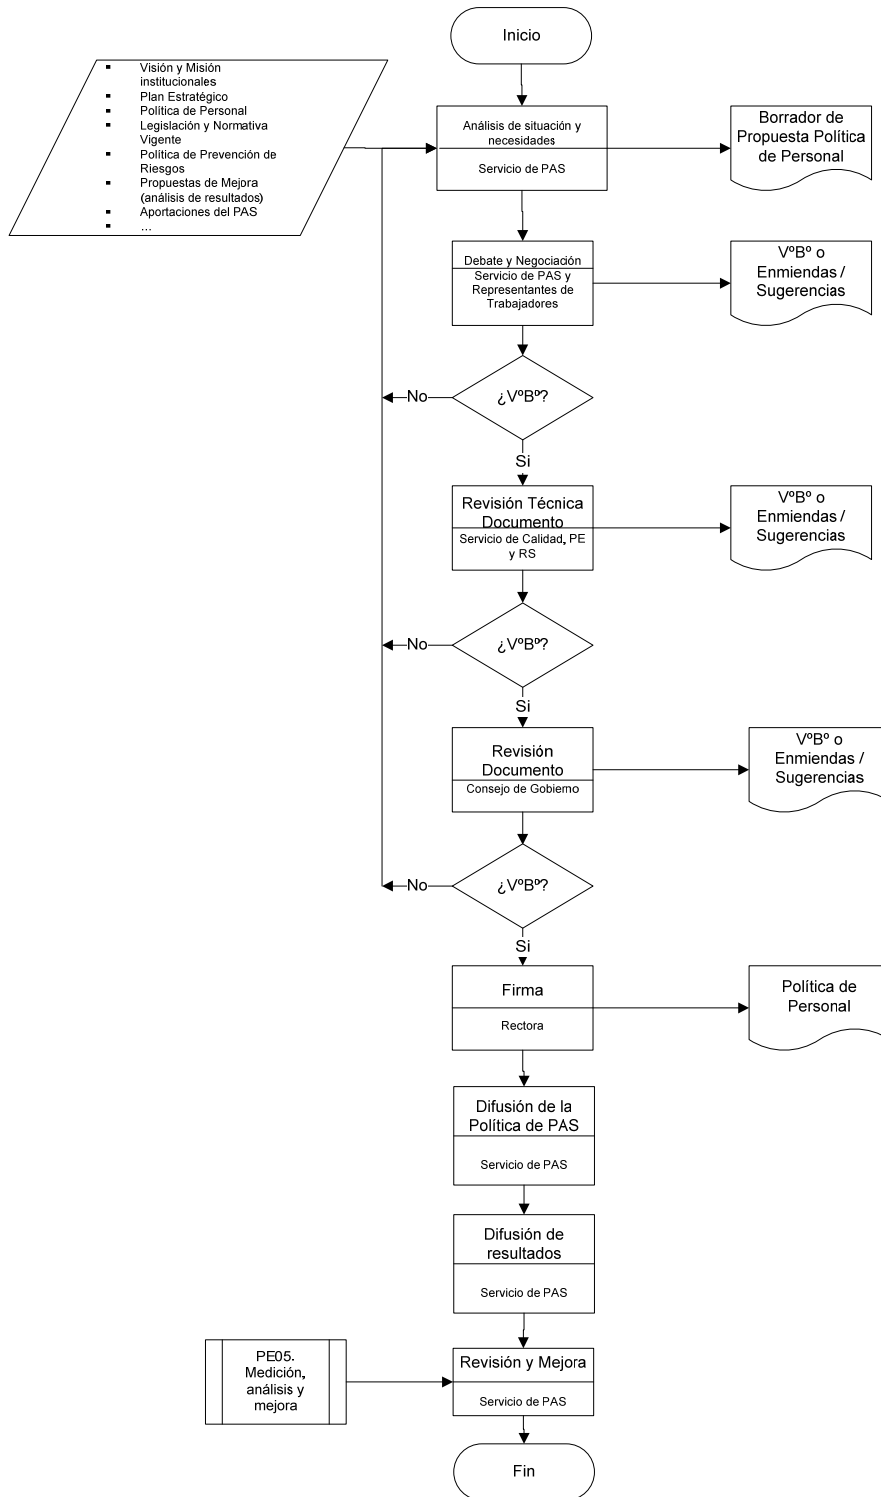 Inicio
▪ Visión y Misión
institucionales
▪ Plan Estratégico
▪ Política de Personal
▪ Legislación y Normativa
Vigente
▪ Política de Prevención de
Riesgos
▪ Propuestas de Mejora
(análisis de resultados)
▪ Aportaciones del PAS
▪ ...
Análisis de situación y
necesidades
Servicio de PAS
Borrador de
Propuesta Política
de Personal
Debate y Negociación
Servicio de PAS y
Representantes de
Trabajadores
VºBº o
Enmiendas /
Sugerencias
¿VºBº?
No
Si
Revisión Técnica
Documento
Servicio de Calidad, PE
y RS
VºBº o
Enmiendas /
Sugerencias
¿VºBº?
No
Si
Revisión
Documento
Consejo de Gobierno
VºBº o
Enmiendas /
Sugerencias
¿VºBº?
No
Si
Firma
Rectora
Política de
Personal
Difusión de la
Política de PAS
Servicio de PAS
Difusión de
resultados
Servicio de PAS
PE05.
Medición,
análisis y
mejora
Revisión y Mejora
Servicio de PAS
Fin